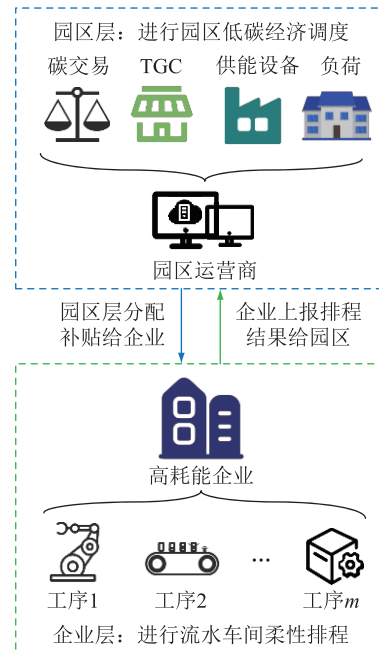 园区层：进行园区低碳经济调度
碳交易 TGC 供能设备 负荷
园区运营商
园区层分配
补贴给企业
企业上报排程
结果给园区
高耗能企业
工序1 工序2 … 工序m
企业层：进行流水车间柔性排程